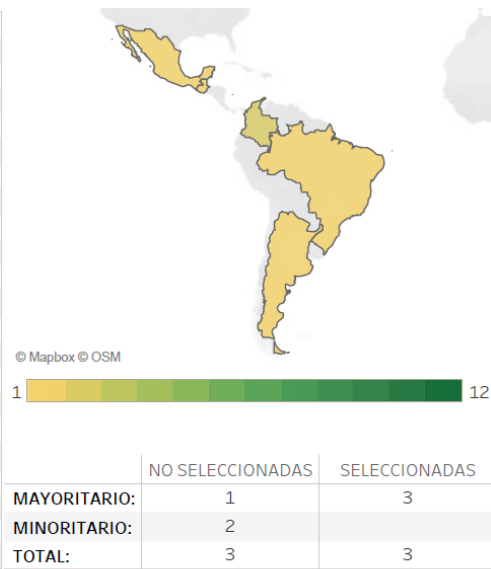 © Mapbox © OSM
1 12
NO SELECCIONADAS SELECCIONADAS
MAYORITARIO: 1 3
MINORITARIO: 2
TOTAL: 3 3